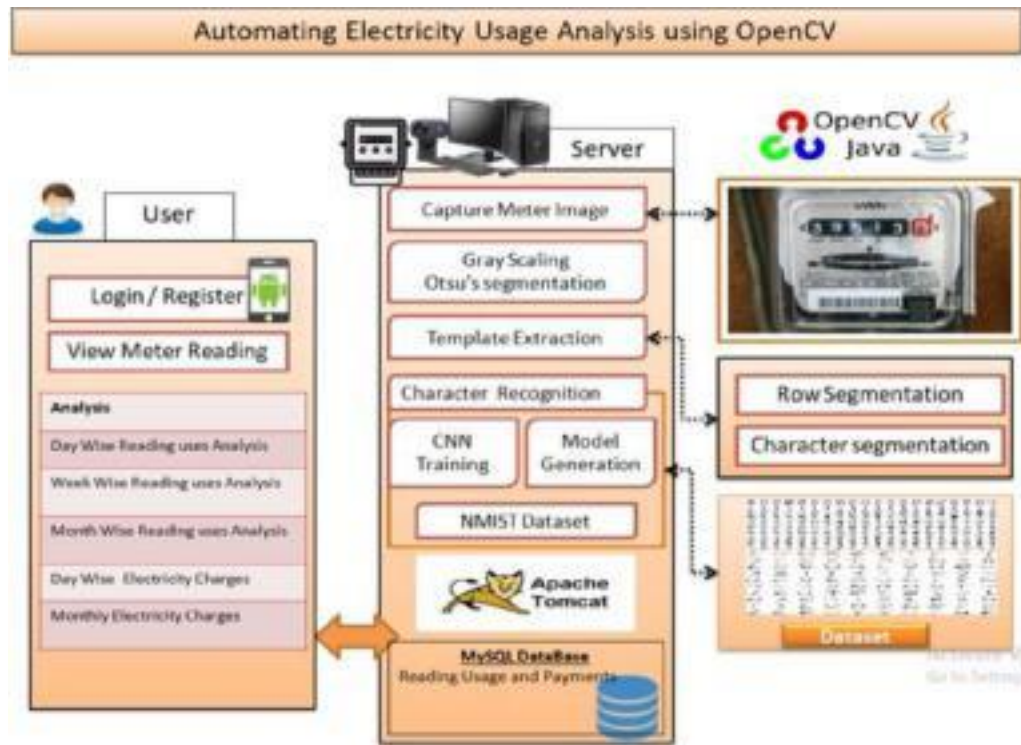 Automating Electricity Usage Analysis using OpenCV
User
Login / Register
View Meter Reading
Analysis
Day Wise Reading uses Analysis
Week Wise Reading uses Analysis
Month Wise Reading uses Analysis
Day Wise Electricity Charges
Monthly Electricity Charges
Server
Capture Meter Image
Gray Scaling
Otsu's segmentation
Template Extraction
Character Recognition
CNN
Training
Model
Generation
NMIST Dataset
Apache
Tomcat
MySQL DataBase
Reading Usage and Payments
OpenCV
Java
Row Segmentation
Character segmentation
Dataset